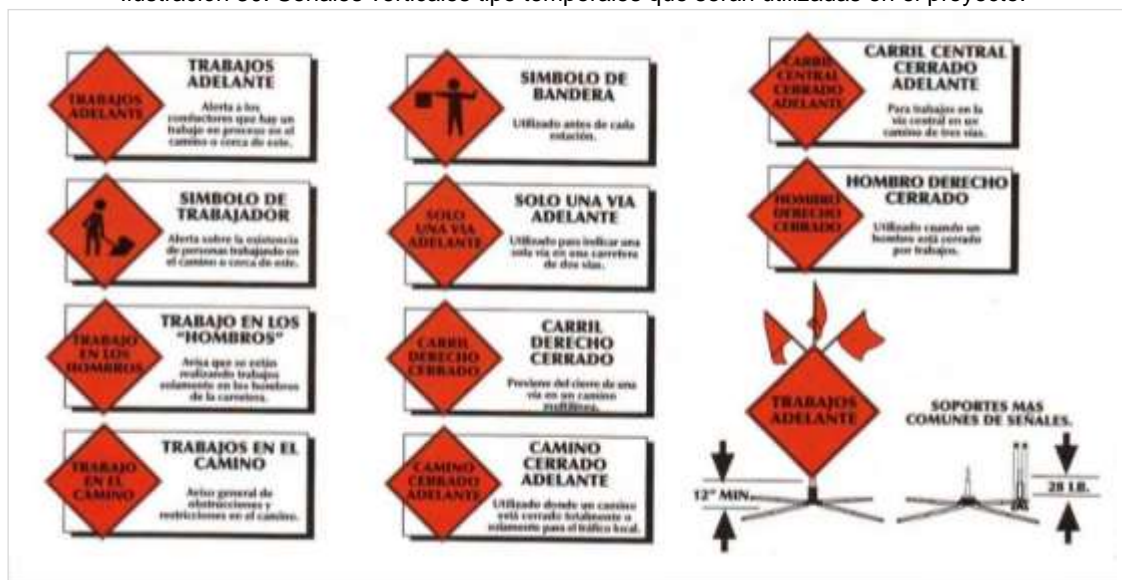 Ilustración 50. Señales verticales tipo temporales que serán utilizadas en el proyecto.
TRABAJOS
ADELANTE
TRABAJOS
ADELANTE
Alerta a los
conductores que hay un
trabajo en proceso en el
camino o cerca de este.
SIMBOLO DE
TRABAJADOR
Alerta sobre la existencia
de personas trabajando en
el camino o cerca de este.
TRABAJO
EN LOS
HOMBROS
TRABAJO EN LOS
"HOMBROS"
Avisa que se están
realizando trabajos
solamente en los hombros
de la carretera.
TRABAJO
EN EL
CAMINO
TRABAJOS EN EL
CAMINO
Aviso general de
obstrucciones y
restricciones en el camino.
SIMBOLO DE
BANDERA
Utilizado antes de cada
estación.
SOLO
UNA VIA
ADELANTE
SOLO UNA VIA
ADELANTE
Utilizado para indicar una
sola vía en una carretera
de dos vías.
CARRIL
DERECHO
CERRADO
CARRIL
DERECHO
CERRADO
Previene del cierre de una
vía en un camino
multilínea.
CAMINO
CERRADO
ADELANTE
CAMINO
CERRADO
ADELANTE
Utilizado donde un camino
está cerrado totalmente o
solamente para el tráfico local.
CARRIL
CENTRAL
CERRADO
ADELANTE
CARRIL CENTRAL
CERRADO
ADELANTE
Para trabajos en la
vía central en un
camino de tres vías.
HOMBRO
DERECHO
CERRADO
HOMBRO DERECHO
CERRADO
Utilizado cuando un
hombro está cerrado
por trabajos.
TRABAJOS
ADELANTE
12" MIN.
SOPORTES MAS
COMUNES DE SEÑALES.
28 LB.